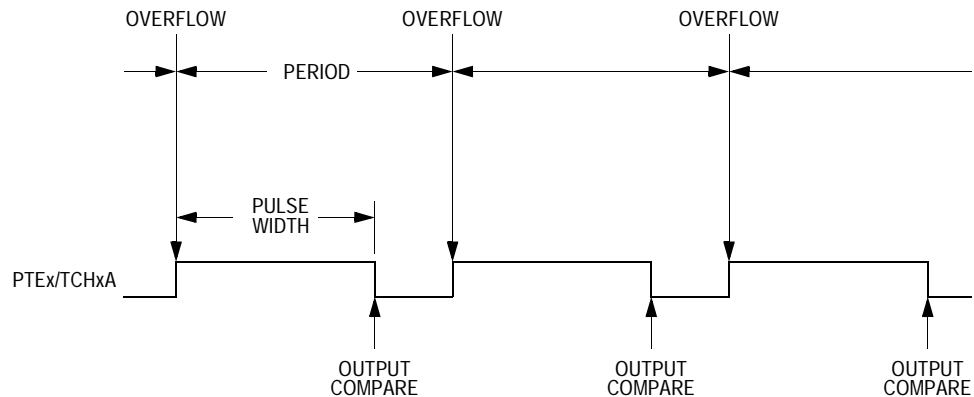 OVERFLOW
OVERFLOW
OVERFLOW
PERIOD
PULSE
WIDTH
PTEx/TCHxA
OUTPUT
COMPARE
OUTPUT
COMPARE
OUTPUT
COMPARE